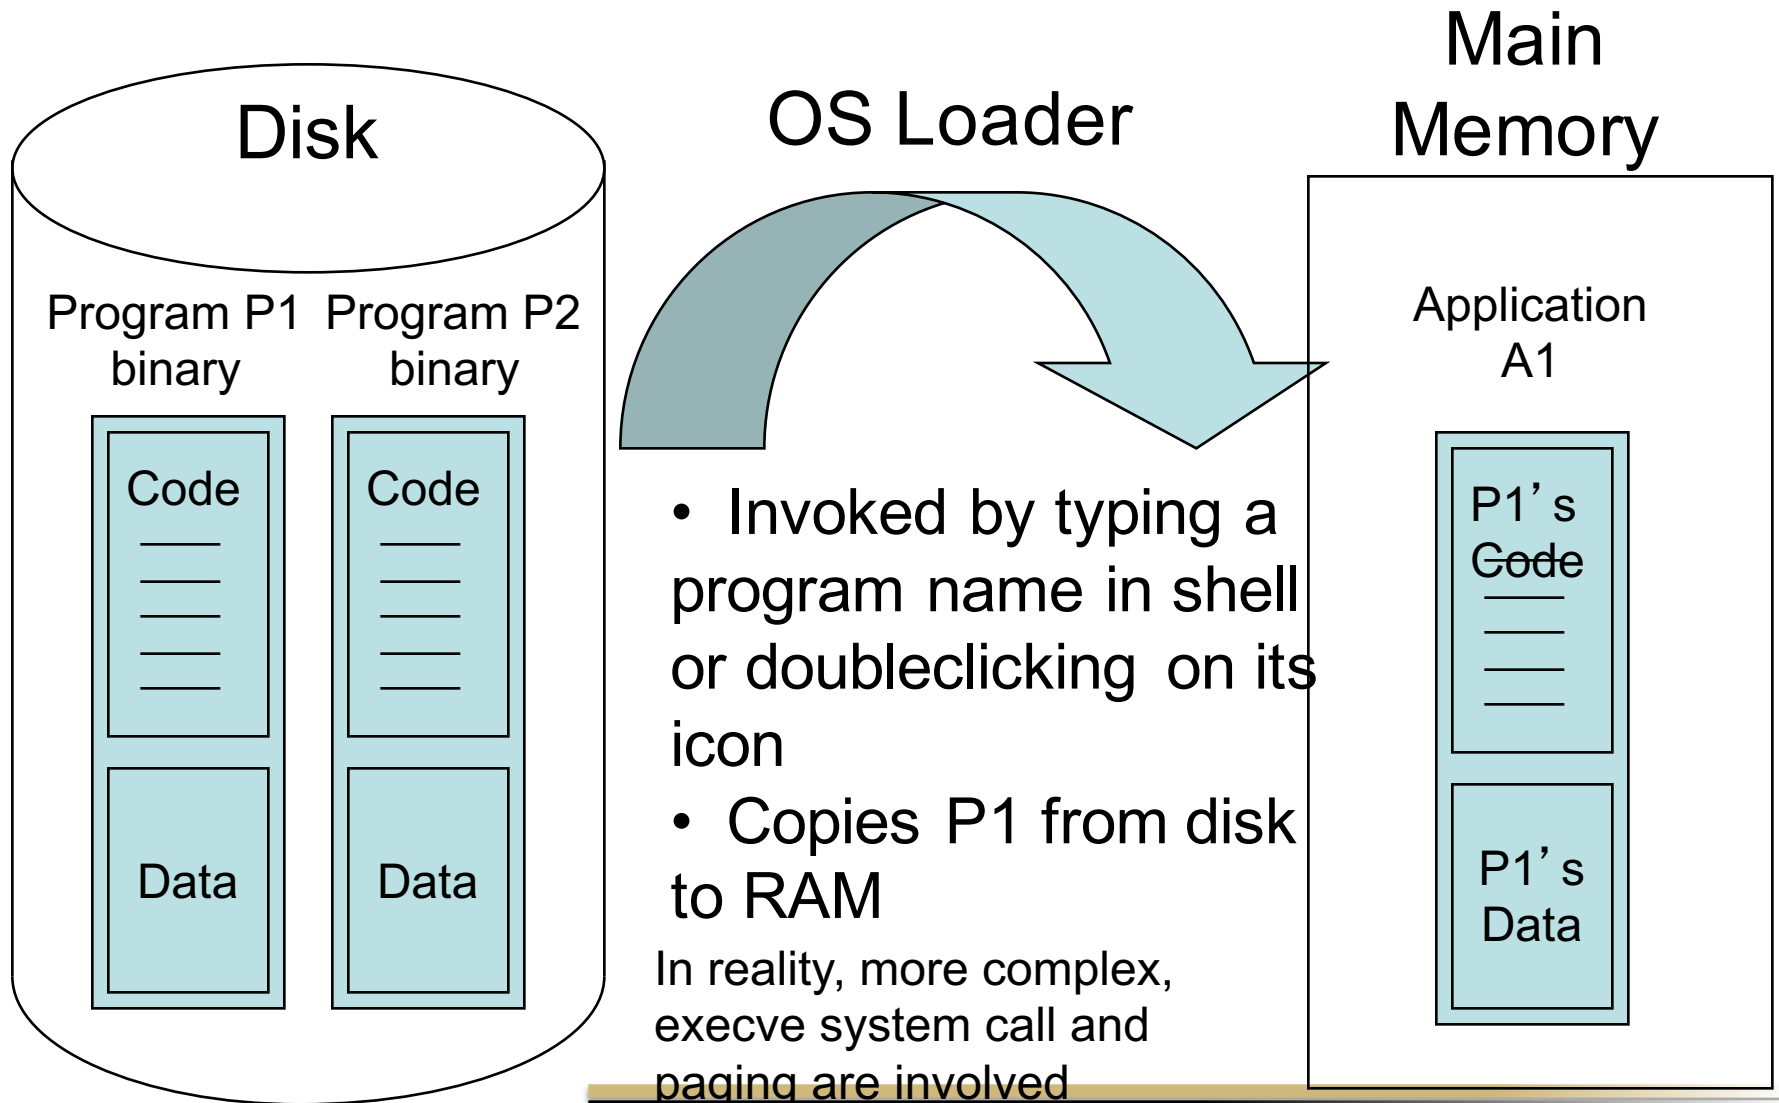 Disk
Program P1
binary
Program P2
binary
Code
Data
Code
Data
OS Loader
• Invoked by typing a
program name in shell
or doubleclicking on its
icon
• Copies P1 from disk
to RAM
In reality, more complex,
execve system call and
paging are involved
Main
Memory
Application
A1
P1’s
Code
P1’s
Data